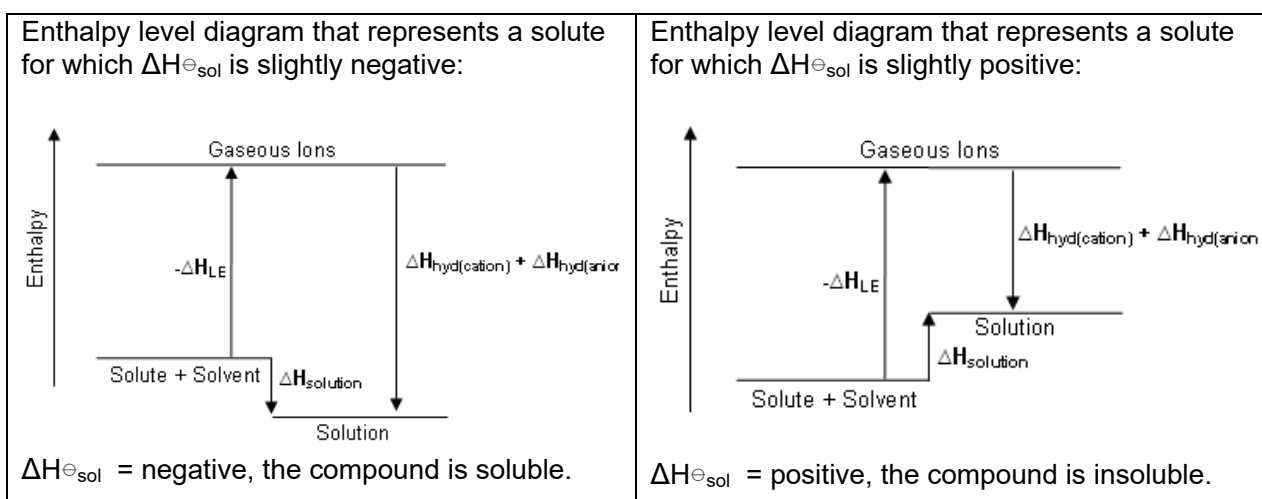 Enthalpy level diagram that represents a solute
for which ΔH⊖sol is slightly negative:
Gaseous Ions
Enthalpy
-ΔHLE
ΔHhyd(cation) + ΔHhyd(anior
Solute + Solvent
ΔHsolution
Solution
ΔH⊖sol = negative, the compound is soluble.
Enthalpy level diagram that represents a solute
for which ΔH⊖sol is slightly positive:
Gaseous Ions
Enthalpy
ΔHhyd(cation) + ΔHhyd(anion
-ΔHLE
Solution
ΔHsolution
Solute + Solvent
ΔH⊖sol = positive, the compound is insoluble.